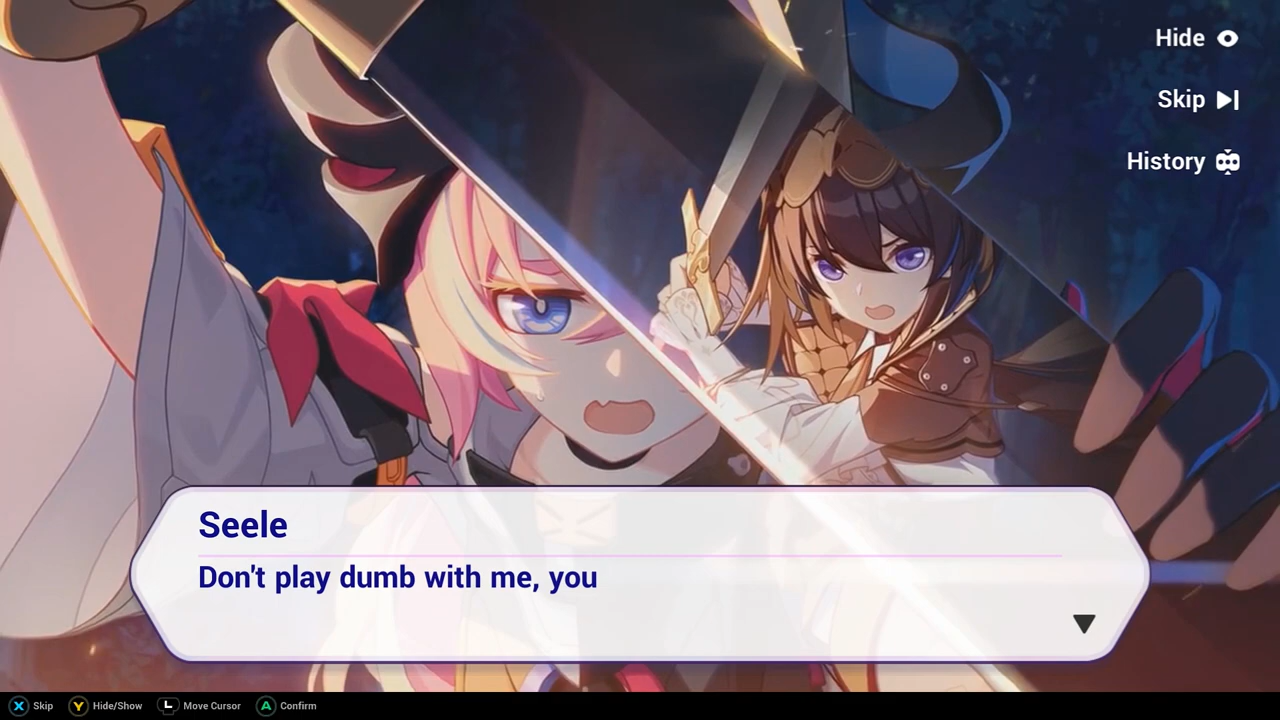 Hide
Skip
History
Seele
Don't play dumb with me, you
X Skip
Y Hide/Show
L Move Cursor
A Confirm